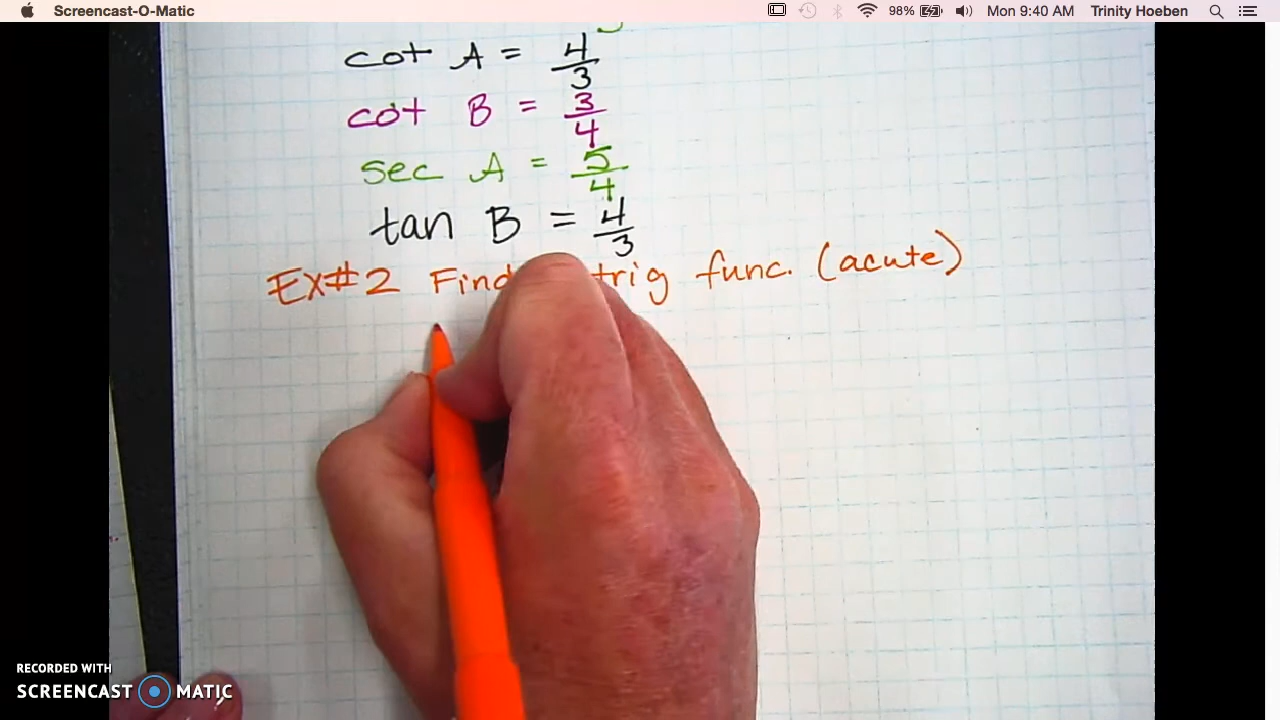 Screencast-O-Matic 98% Mon 9:40 AM Trinity Hoeben
cot A = 4/3
cot B = 3/4
sec A = 5/4
tan B = 4/3
Ex#2 Find trig func. (acute)
RECORDED WITH
SCREENCAST MATIC